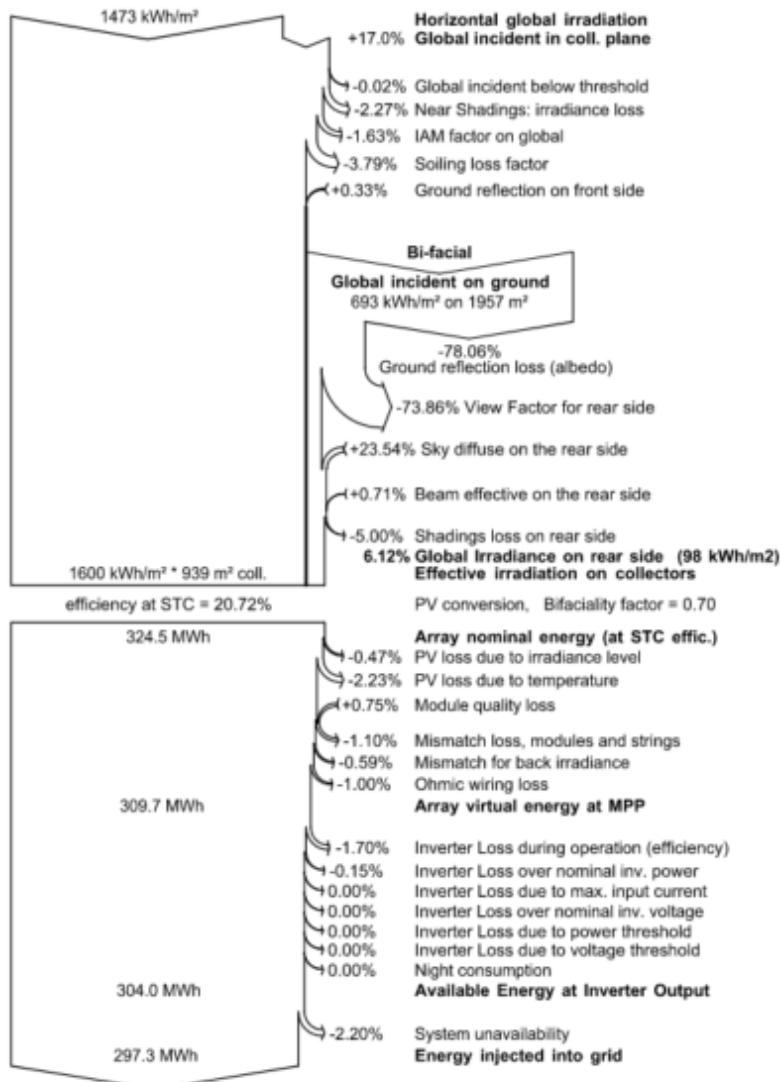 1473 kWh/m² Horizontal global irradiation
+17.0% Global incident in coll. plane
-0.02% Global incident below threshold
-2.27% Near Shadings: irradiance loss
-1.63% IAM factor on global
-3.79% Soiling loss factor
+0.33% Ground reflection on front side
Bi-facial
Global incident on ground
693 kWh/m² on 1957 m²
-78.06%
Ground reflection loss (albedo)
-73.86% View Factor for rear side
+23.54% Sky diffuse on the rear side
+0.71% Beam effective on the rear side
-5.00% Shadings loss on rear side
6.12% Global Irradiance on rear side (98 kWh/m2)
1600 kWh/m² * 939 m² coll. Effective irradiation on collectors
efficiency at STC = 20.72% PV conversion, Bifaciality factor = 0.70
324.5 MWh Array nominal energy (at STC effic.)
-0.47% PV loss due to irradiance level
-2.23% PV loss due to temperature
+0.75% Module quality loss
-1.10% Mismatch loss, modules and strings
-0.59% Mismatch for back irradiance
-1.00% Ohmic wiring loss
309.7 MWh Array virtual energy at MPP
-1.70% Inverter Loss during operation (efficiency)
-0.15% Inverter Loss over nominal inv. power
0.00% Inverter Loss due to max. input current
0.00% Inverter Loss over nominal inv. voltage
0.00% Inverter Loss due to power threshold
0.00% Inverter Loss due to voltage threshold
0.00% Night consumption
304.0 MWh Available Energy at Inverter Output
-2.20% System unavailability
297.3 MWh Energy injected into grid